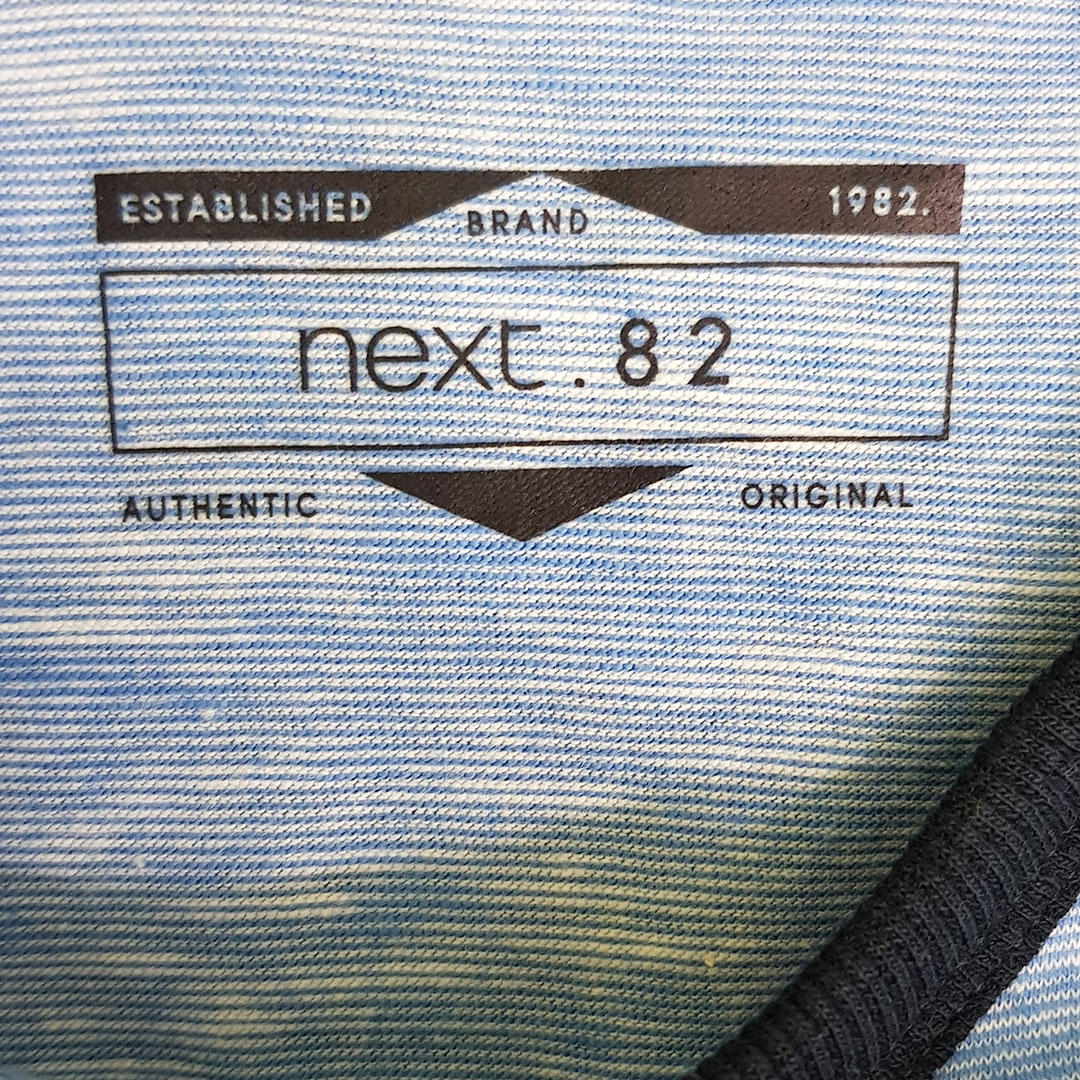 ESTABLISHED BRAND 1982.
next.82
AUTHENTIC ORIGINAL